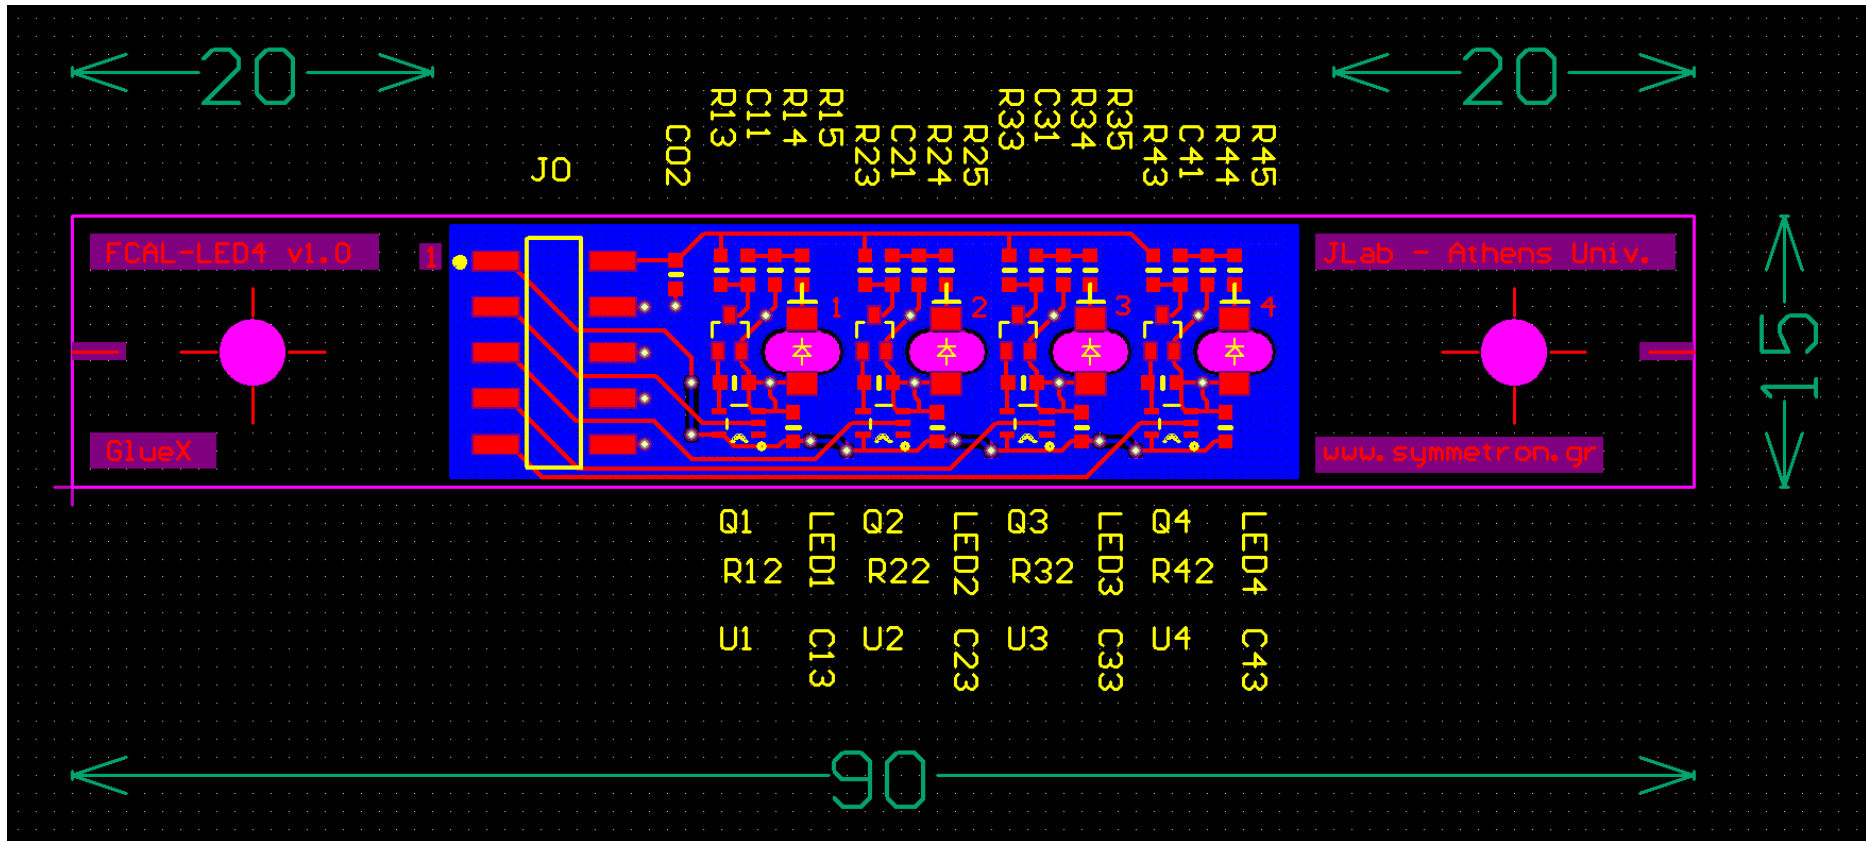 20
20
R13
C11
R14
R15
R33
C31
R34
R35
J0
C02
R23
C21
R24
R25
R43
C41
R44
R45
FCAL-LED4 v1.0
1
JLab - Athens Univ.
1
2
3
4
15
GlueX
www.symmetron.gr
Q1
LED1
Q2
LED2
Q3
LED3
Q4
LED4
R12
R22
R32
R42
U1
C13
U2
C23
U3
C33
U4
C43
90